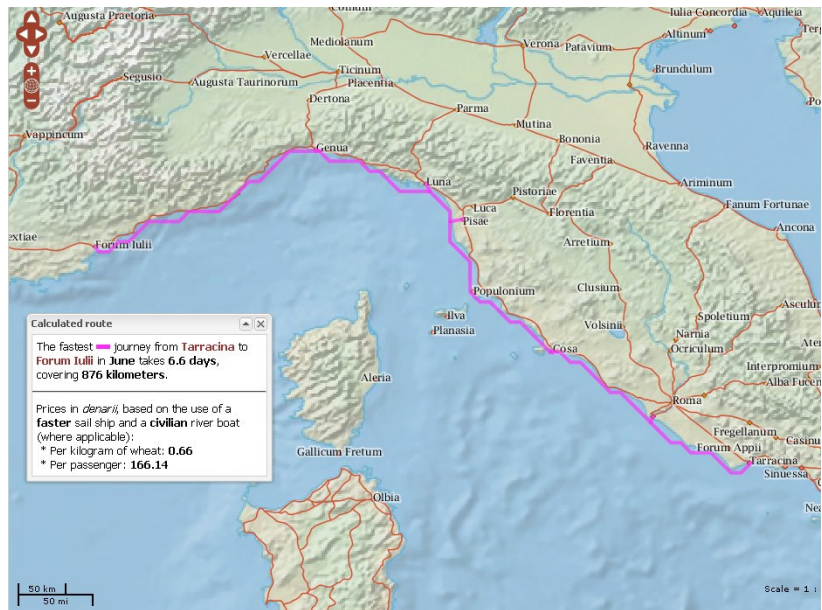 Augusta Praetoria
Comum
Iulia Concordia
Aquileia
Mediolanum
Verona
Patavium
Altinum
Vercellae
Ticinum
Segusio
Augusta Taurinorum
Placentia
Brundulum
Dertona
Parma
Vappincum
Mutina
Bononia
Genua
Faventia
Ravenna
Luna
Pistoriae
Ariminum
Luca
Pisae
Florentia
Fanum Fortunae
Ancona
extiae
Forum Iulii
Arretium
Populonium
Clusium
Ilva
Planasia
Volsinii
Spoletium
Asculum
Narnia
Ocriculum
Cosa
Interpromium
Aleria
Alba Fucen
Roma
Fregellanum
Casinu
Gallicum Fretum
Forum Appii
Tarracina
Sinuessa
Olbia
Nea
Calculated route
The fastest journey from Tarracina to
Forum Iulii in June takes 6.6 days,
covering 876 kilometers.
Prices in denarii, based on the use of a
faster sail ship and a civilian river boat
(where applicable):
* Per kilogram of wheat: 0.66
* Per passenger: 166.14
50 km
50 mi
Scale = 1 :